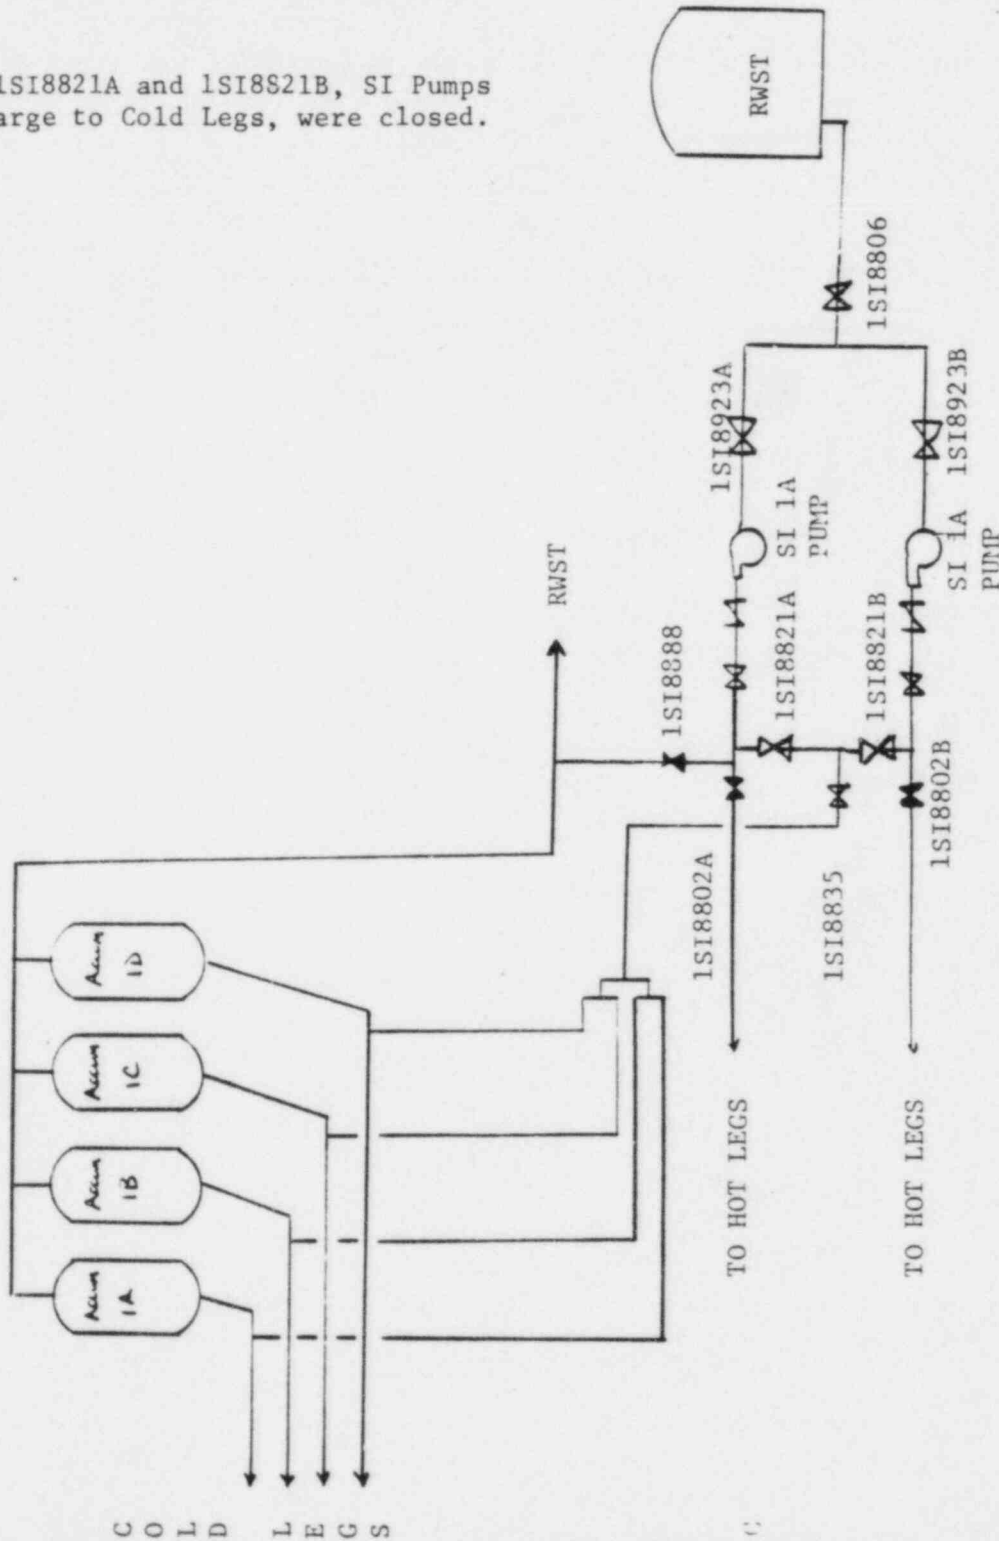 1SI8821A and 1SI8S21B, SI Pumps
arge to Cold Legs, were closed.
RWST
1SI8806
1SI8923A
1SI8923B
SI 1A
PUMP
SI 1A
PUMP
RWST
1SI8888
1SI8821A
1SI8821B
1SI8802A
1SI8835
1SI8802B
Accum
1D
Accum
1C
Accum
1B
Accum
1A
TO HOT LEGS
TO HOT LEGS
COLD
LEGS